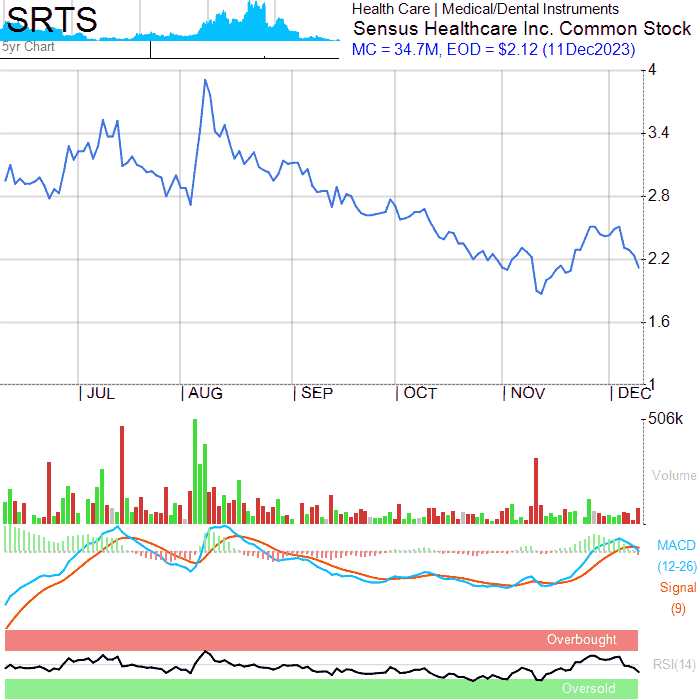 SRTS
5yr Chart
Health Care | Medical/Dental Instruments
Sensus Healthcare Inc. Common Stock
MC = 34.7M, EOD = $2.12 (11Dec2023)
4
3.4
2.8
2.2
1.6
1
JUL AUG SEP OCT NOV DEC
506k
Volume
MACD
(12-26)
Signal
(9)
Overbought
RSI(14)
Oversold